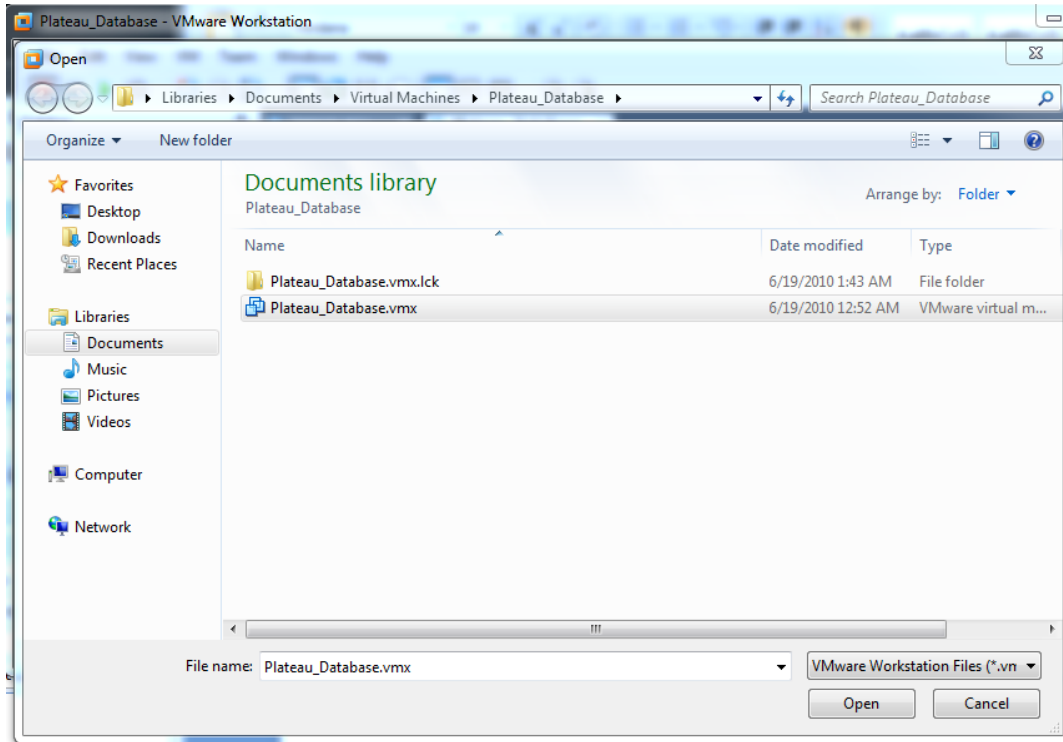 Plateau_Database - VMware Workstation
Open
Libraries Documents Virtual Machines Plateau_Database
Search Plateau_Database
Organize New folder
Favorites
Desktop
Downloads
Recent Places
Libraries
Documents
Music
Pictures
Videos
Computer
Network
Documents library
Plateau_Database
Arrange by: Folder
Name Date modified Type
Plateau_Database.vmx.lck 6/19/2010 1:43 AM File folder
Plateau_Database.vmx 6/19/2010 12:52 AM VMware virtual m...
File name: Plateau_Database.vmx VMware Workstation Files (*.vn
Open Cancel